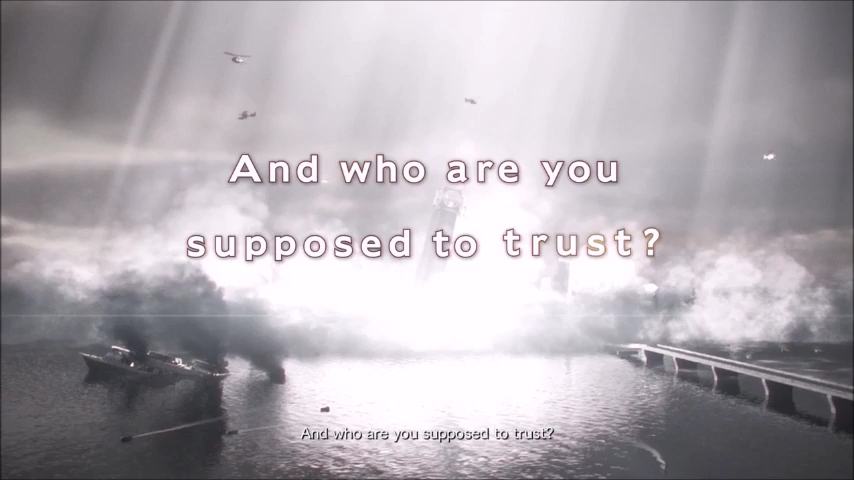 And who are you
supposed to trust?
And who are you supposed to trust?